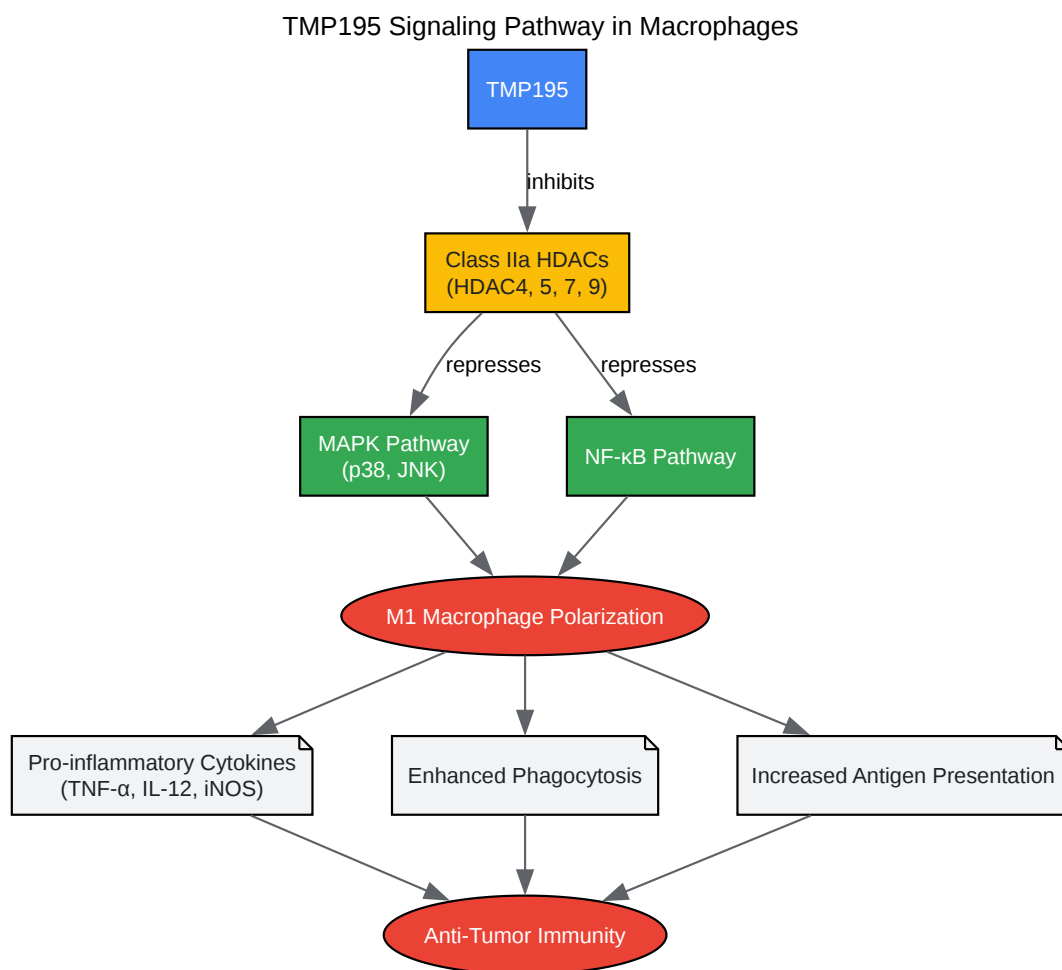 TMP195 Signaling Pathway in Macrophages
TMP195
inhibits
Class IIa HDACs
(HDAC4, 5, 7, 9)
represses
represses
MAPK Pathway
(p38, JNK)
NF-κB Pathway
M1 Macrophage Polarization
Pro-inflammatory Cytokines
(TNF-α, IL-12, iNOS)
Enhanced Phagocytosis
Increased Antigen Presentation
Anti-Tumor Immunity